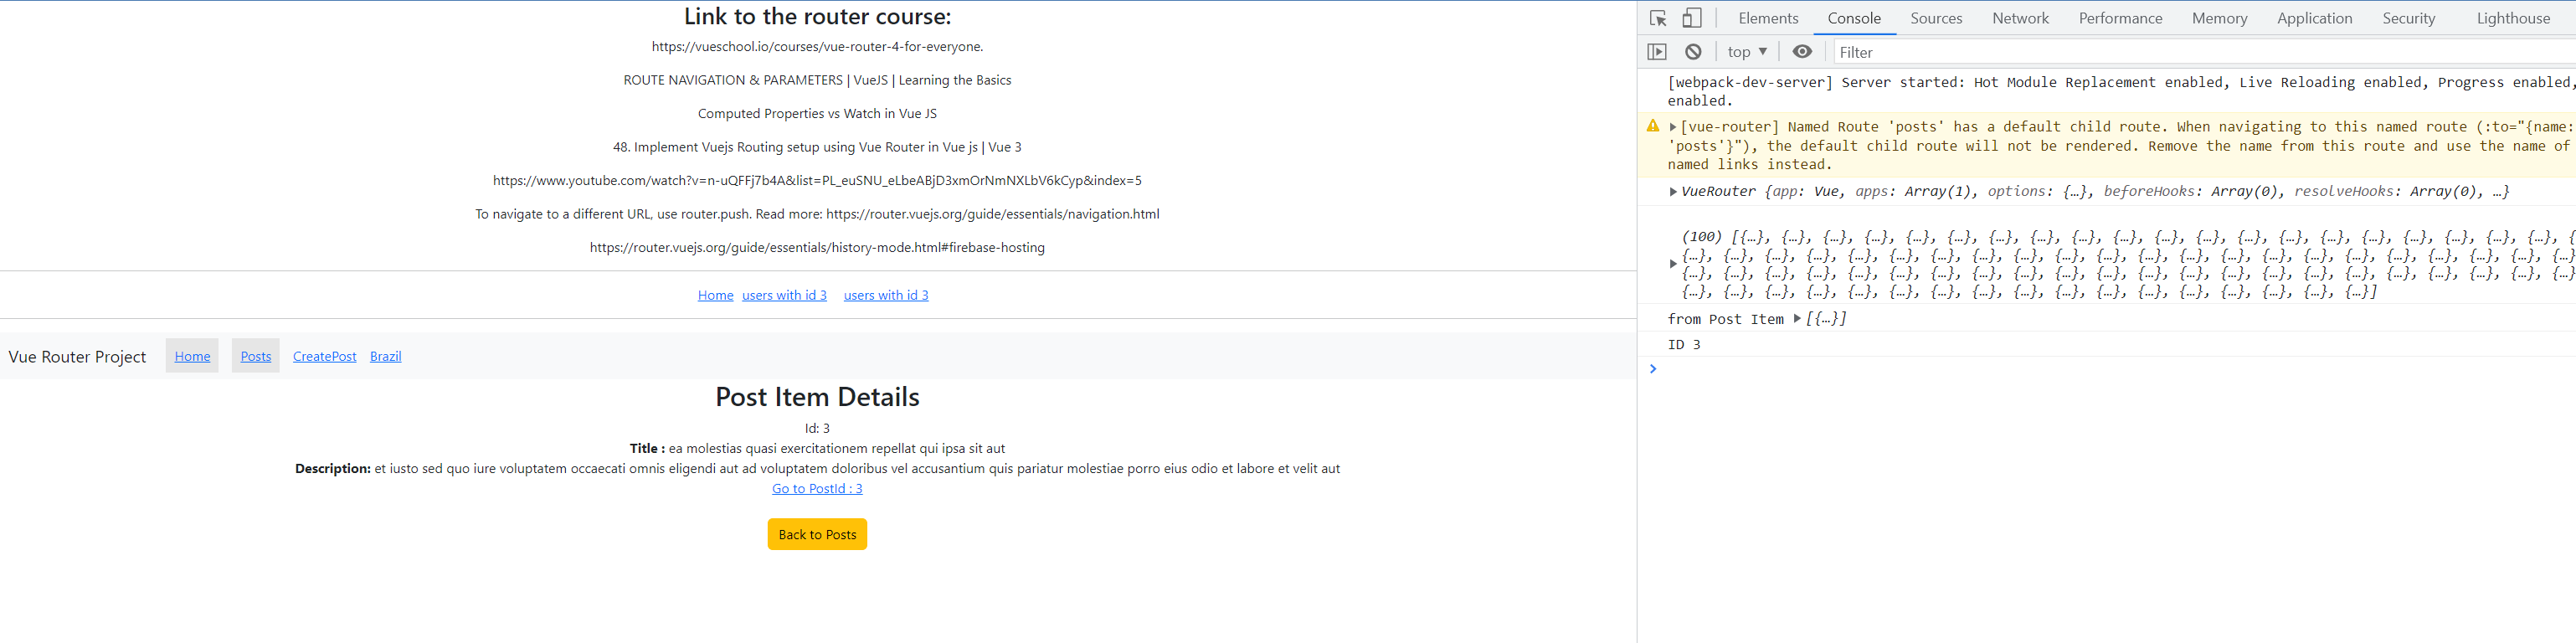 Link to the router course:
https://vueschool.io/courses/vue-router-4-for-everyone.
ROUTE NAVIGATION & PARAMETERS | VueJS | Learning the Basics
Computed Properties vs Watch in Vue JS
48. Implement Vuejs Routing setup using Vue Router in Vue js | Vue 3
https://www.youtube.com/watch?v=n-uQFFj7b4A&list=PL_euSNU_eLbeABjD3xmOrNmNXLbV6kCyp&index=5
To navigate to a different URL, use router.push. Read more: https://router.vuejs.org/guide/essentials/navigation.html
https://router.vuejs.org/guide/essentials/history-mode.html#firebase-hosting
Home users with id 3 users with id 3
Vue Router Project Home Posts CreatePost Brazil
Post Item Details
Id: 3
Title : ea molestias quasi exercitationem repellat qui ipsa sit aut
Description: et iusto sed quo iure voluptatem occaecati omnis eligendi aut ad voluptatem doloribus vel accusantium quis pariatur molestiae porro eius odio et labore et velit aut
Go to PostId : 3
Back to Posts
Elements Console Sources Network Performance Memory Application Security Lighthouse
top Filter
[webpack-dev-server] Server started: Hot Module Replacement enabled, Live Reloading enabled, Progress enabled,
enabled.
[vue-router] Named Route 'posts' has a default child route. When navigating to this named route (:to="{name:
'posts'}"), the default child route will not be rendered. Remove the name from this route and use the name of
named links instead.
VueRouter {app: Vue, apps: Array(1), options: {…}, beforeHooks: Array(0), resolveHooks: Array(0), …}
(100) [{…}, {…}, {…}, {…}, {…}, {…}, {…}, {…}, {…}, {…}, {…}, {…}, {…}, {…}, {…}, {…}, {…}, {…}, {…}, {…}, {
{…}, {…}, {…}, {…}, {…}, {…}, {…}, {…}, {…}, {…}, {…}, {…}, {…}, {…}, {…}, {…}, {…}, {…}, {…}, {…}, {…}, {…},
{…}, {…}, {…}, {…}, {…}, {…}, {…}, {…}, {…}, {…}, {…}, {…}, {…}, {…}, {…}, {…}, {…}, {…}, {…}, {…}, {…}, {…},
{…}, {…}, {…}, {…}, {…}, {…}, {…}, {…}, {…}, {…}, {…}, {…}, {…}, {…}, {…}, {…}, {…}]
from Post Item [{…}]
ID 3